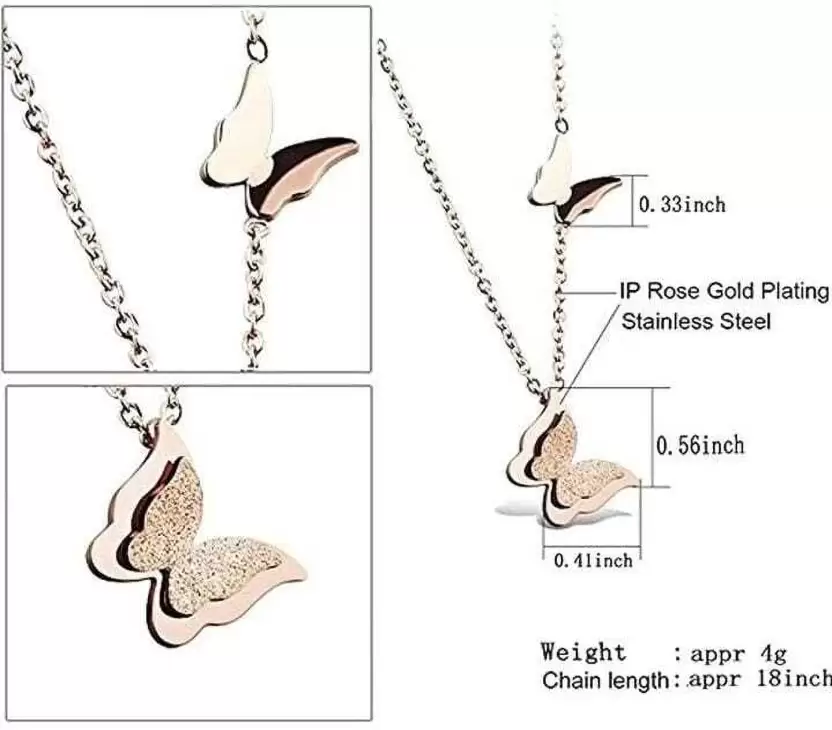 0.33inch
IP Rose Gold Plating
Stainless Steel
0.56inch
0.41inch
Weight :appr 4g
Chain length:appr 18inch